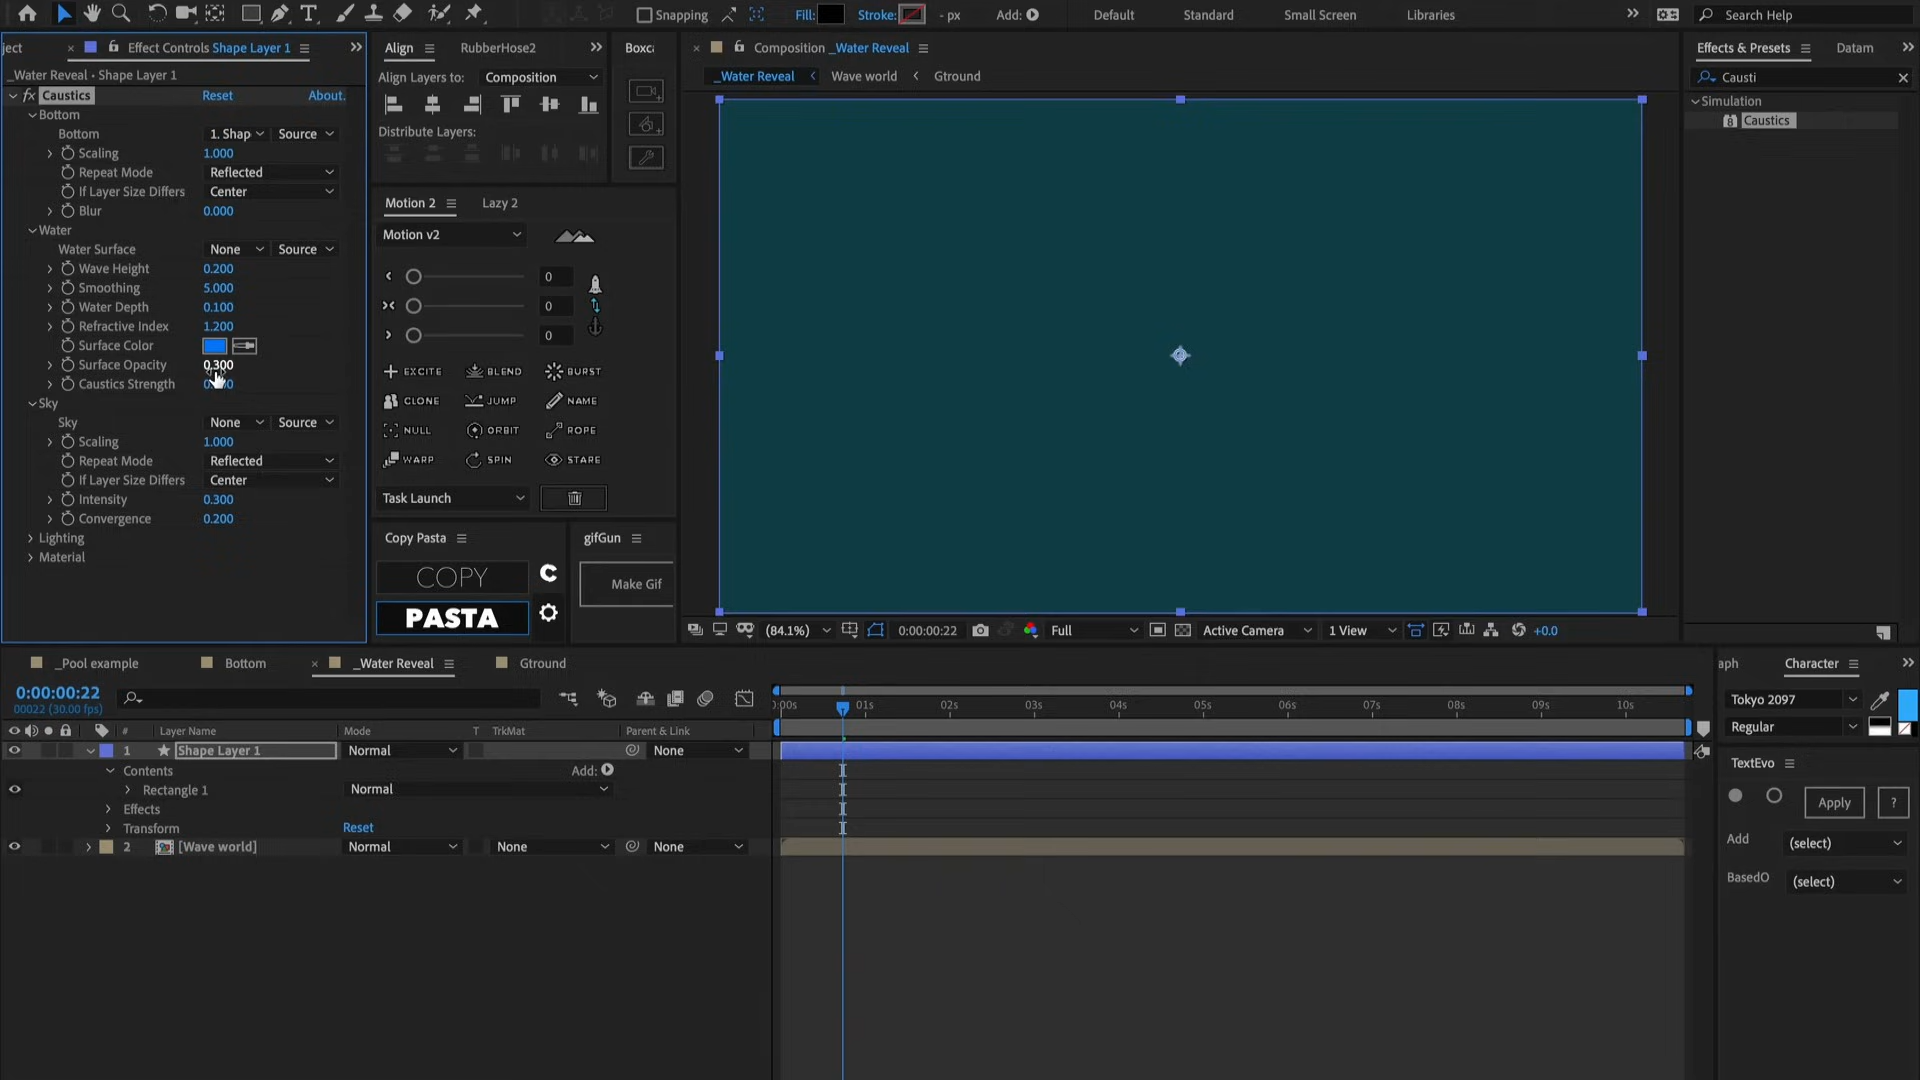 Snapping
Fill:
Stroke:
- px
Add:
Default
Standard
Small Screen
Libraries
Search Help
ject
Effect Controls Shape Layer 1
_Water Reveal • Shape Layer 1
fx Caustics
Reset
About.
Bottom
Bottom
1. Shap
Source
Scaling
1.000
Repeat Mode
Reflected
If Layer Size Differs
Center
Blur
0.000
Water
Water Surface
None
Source
Wave Height
0.200
Smoothing
5.000
Water Depth
0.100
Refractive Index
1.200
Surface Color
Surface Opacity
0.300
Caustics Strength
Sky
Sky
None
Source
Scaling
1.000
Repeat Mode
Reflected
If Layer Size Differs
Center
Intensity
0.300
Convergence
0.200
Lighting
Material
Align
RubberHose2
Align Layers to:
Composition
Distribute Layers:
Boxca
Motion 2
Lazy 2
Motion v2
0
0
0
EXCITE
BLEND
BURST
CLONE
JUMP
NAME
NULL
ORBIT
ROPE
WARP
SPIN
STARE
Task Launch
Copy Pasta
gifGun
COPY
C
Make Gif
PASTA
Composition _Water Reveal
_Water Reveal
Wave world
Gtround
(84.1%)
0:00:00:22
Full
Active Camera
1 View
+0.0
Effects & Presets
Datam
Causti
Simulation
8 Caustics
_Pool example
Bottom
_Water Reveal
Gtround
0:00:00:22
00022 (30.00 fps)
#
Layer Name
Mode
T
TrkMat
Parent & Link
1
Shape Layer 1
Normal
None
Contents
Add:
Rectangle 1
Normal
Effects
Transform
Reset
2
[Wave world]
Normal
None
None
:00s
01s
02s
03s
04s
05s
06s
07s
08s
09s
10s
aph
Character
Tokyo 2097
Regular
TextEvo
Apply
?
Add
(select)
BasedO
(select)